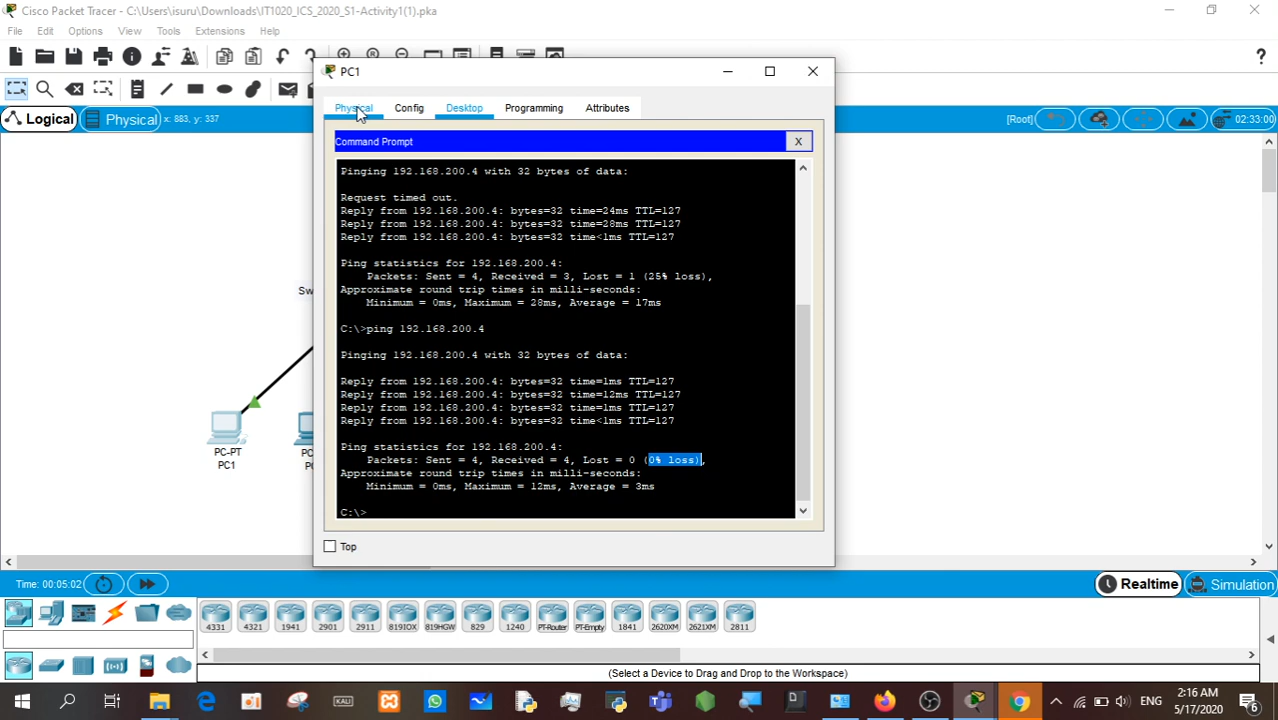 Cisco Packet Tracer - C:\Users\isuru\Downloads\IT1020_ICS_2020_S1-Activity1(1).pka
File Edit Options View Tools Extensions Help
?
PC1
Logical
Physical
x: 883, y: 337
[Root]
02:33:00
Physical Config Desktop Programming Attributes
Command Prompt
X
Pinging 192.168.200.4 with 32 bytes of data:
Request timed out.
Reply from 192.168.200.4: bytes=32 time=24ms TTL=127
Reply from 192.168.200.4: bytes=32 time=28ms TTL=127
Reply from 192.168.200.4: bytes=32 time<1ms TTL=127
Ping statistics for 192.168.200.4:
Packets: Sent = 4, Received = 3, Lost = 1 (25% loss),
Approximate round trip times in milli-seconds:
Minimum = 0ms, Maximum = 28ms, Average = 17ms
C:\>ping 192.168.200.4
Pinging 192.168.200.4 with 32 bytes of data:
Reply from 192.168.200.4: bytes=32 time=1ms TTL=127
Reply from 192.168.200.4: bytes=32 time=12ms TTL=127
Reply from 192.168.200.4: bytes=32 time=1ms TTL=127
Reply from 192.168.200.4: bytes=32 time<1ms TTL=127
Ping statistics for 192.168.200.4:
Packets: Sent = 4, Received = 4, Lost = 0 (0% loss),
Approximate round trip times in milli-seconds:
Minimum = 0ms, Maximum = 12ms, Average = 3ms
C:\>
Top
Sw
PC-PT
PC1
PC
P
Time: 00:05:02
Realtime
Simulation
4331 4321 1941 2901 2911 819IOX 819HGW 829 1240 PT-Router PT-Empty 1841 2620XM 2621XM 2811
(Select a Device to Drag and Drop to the Workspace)
KALI
ENG
2:16 AM
5/17/2020
6